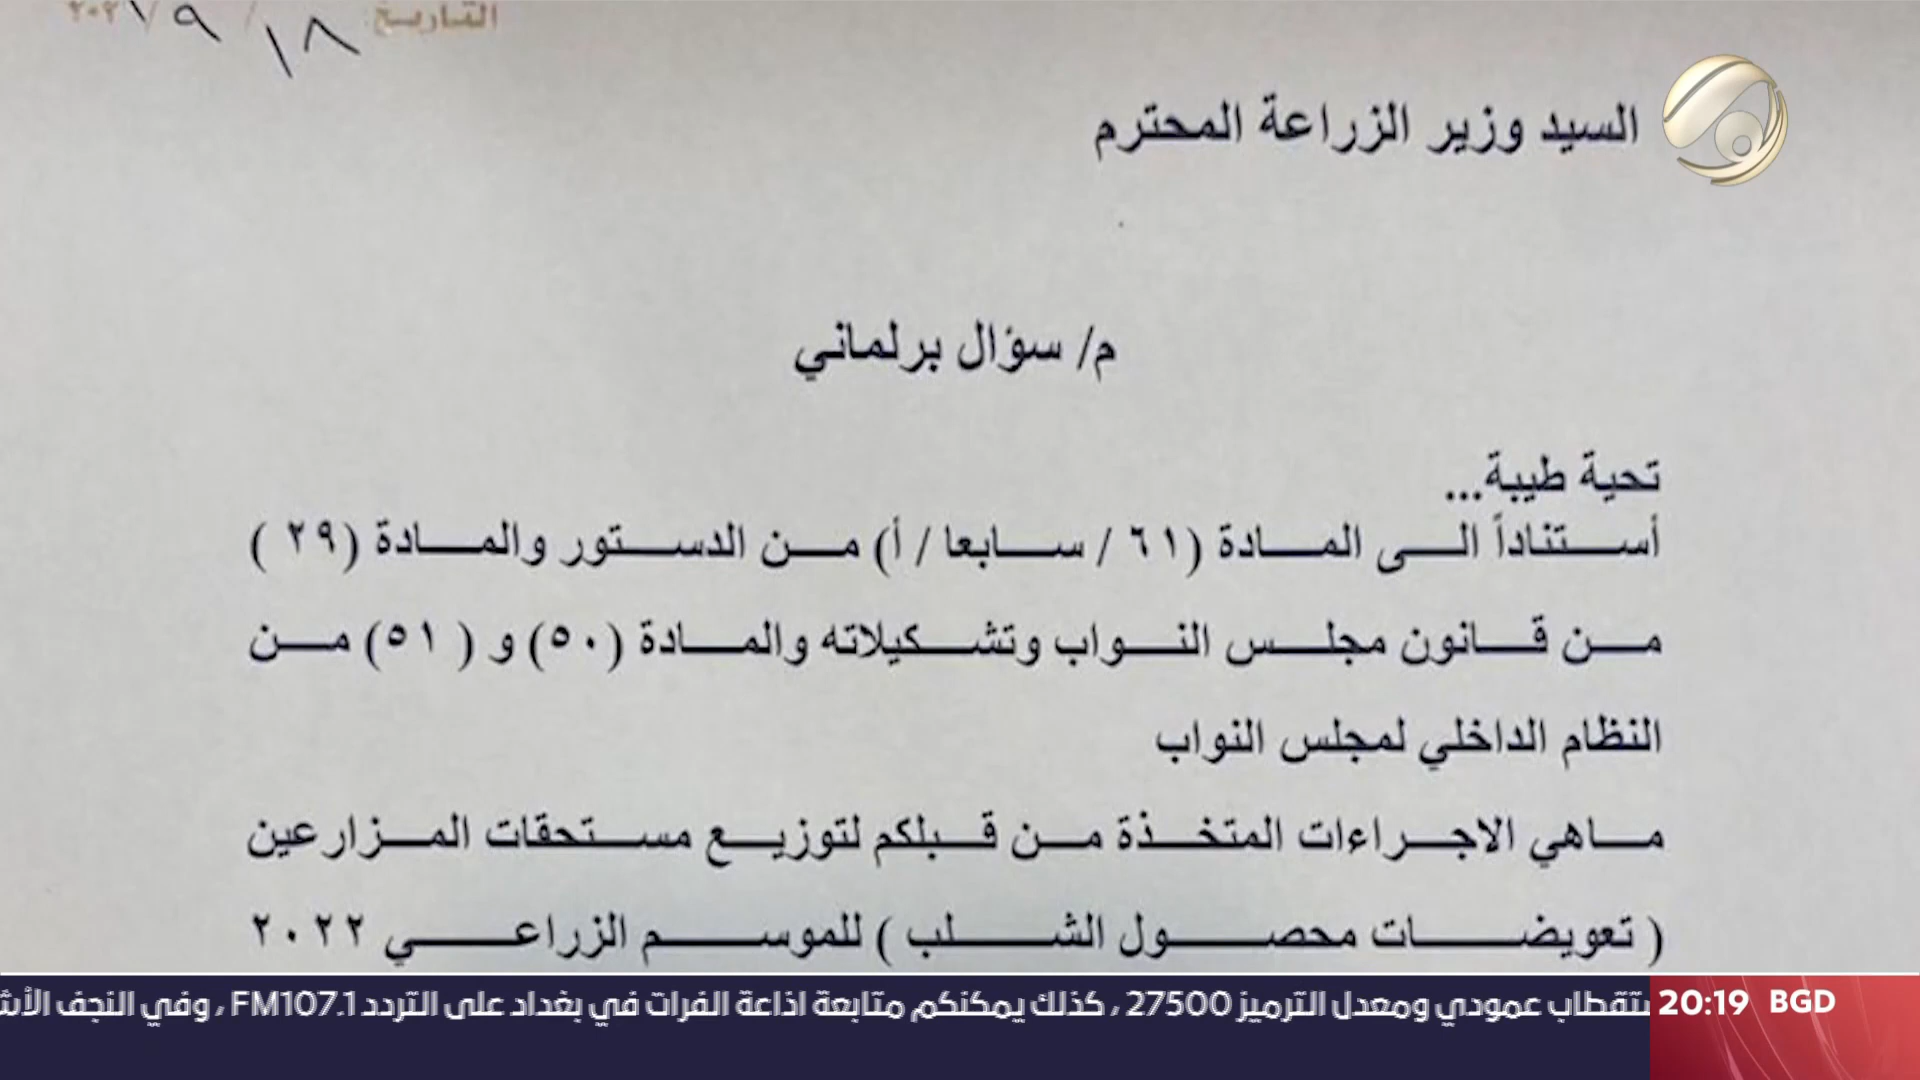 التاريخ: ١٨ / ٩ /
السيد وزير الزراعة المحترم
م/ سؤال برلماني
تحية طيبة...
أستناداً الى المادة (٦١ / سابعا / أ) من الدستور والمادة (٢٩ )
من قانون مجلس النواب وتشكيلاته والمادة (٥٠) و ( ٥١) من
النظام الداخلي لمجلس النواب
ماهي الاجراءات المتخذة من قبلكم لتوزيع مستحقات المزارعين
( تعويضات محصول الشلب ) للموسم الزراعي ٢٠٢٢
عمودي ومعدل الترميز 27500 ، كذلك يمكنكم متابعة اذاعة الفرات في بغداد على التردد FM107.1 ، وفي النجف
20:19 BGD